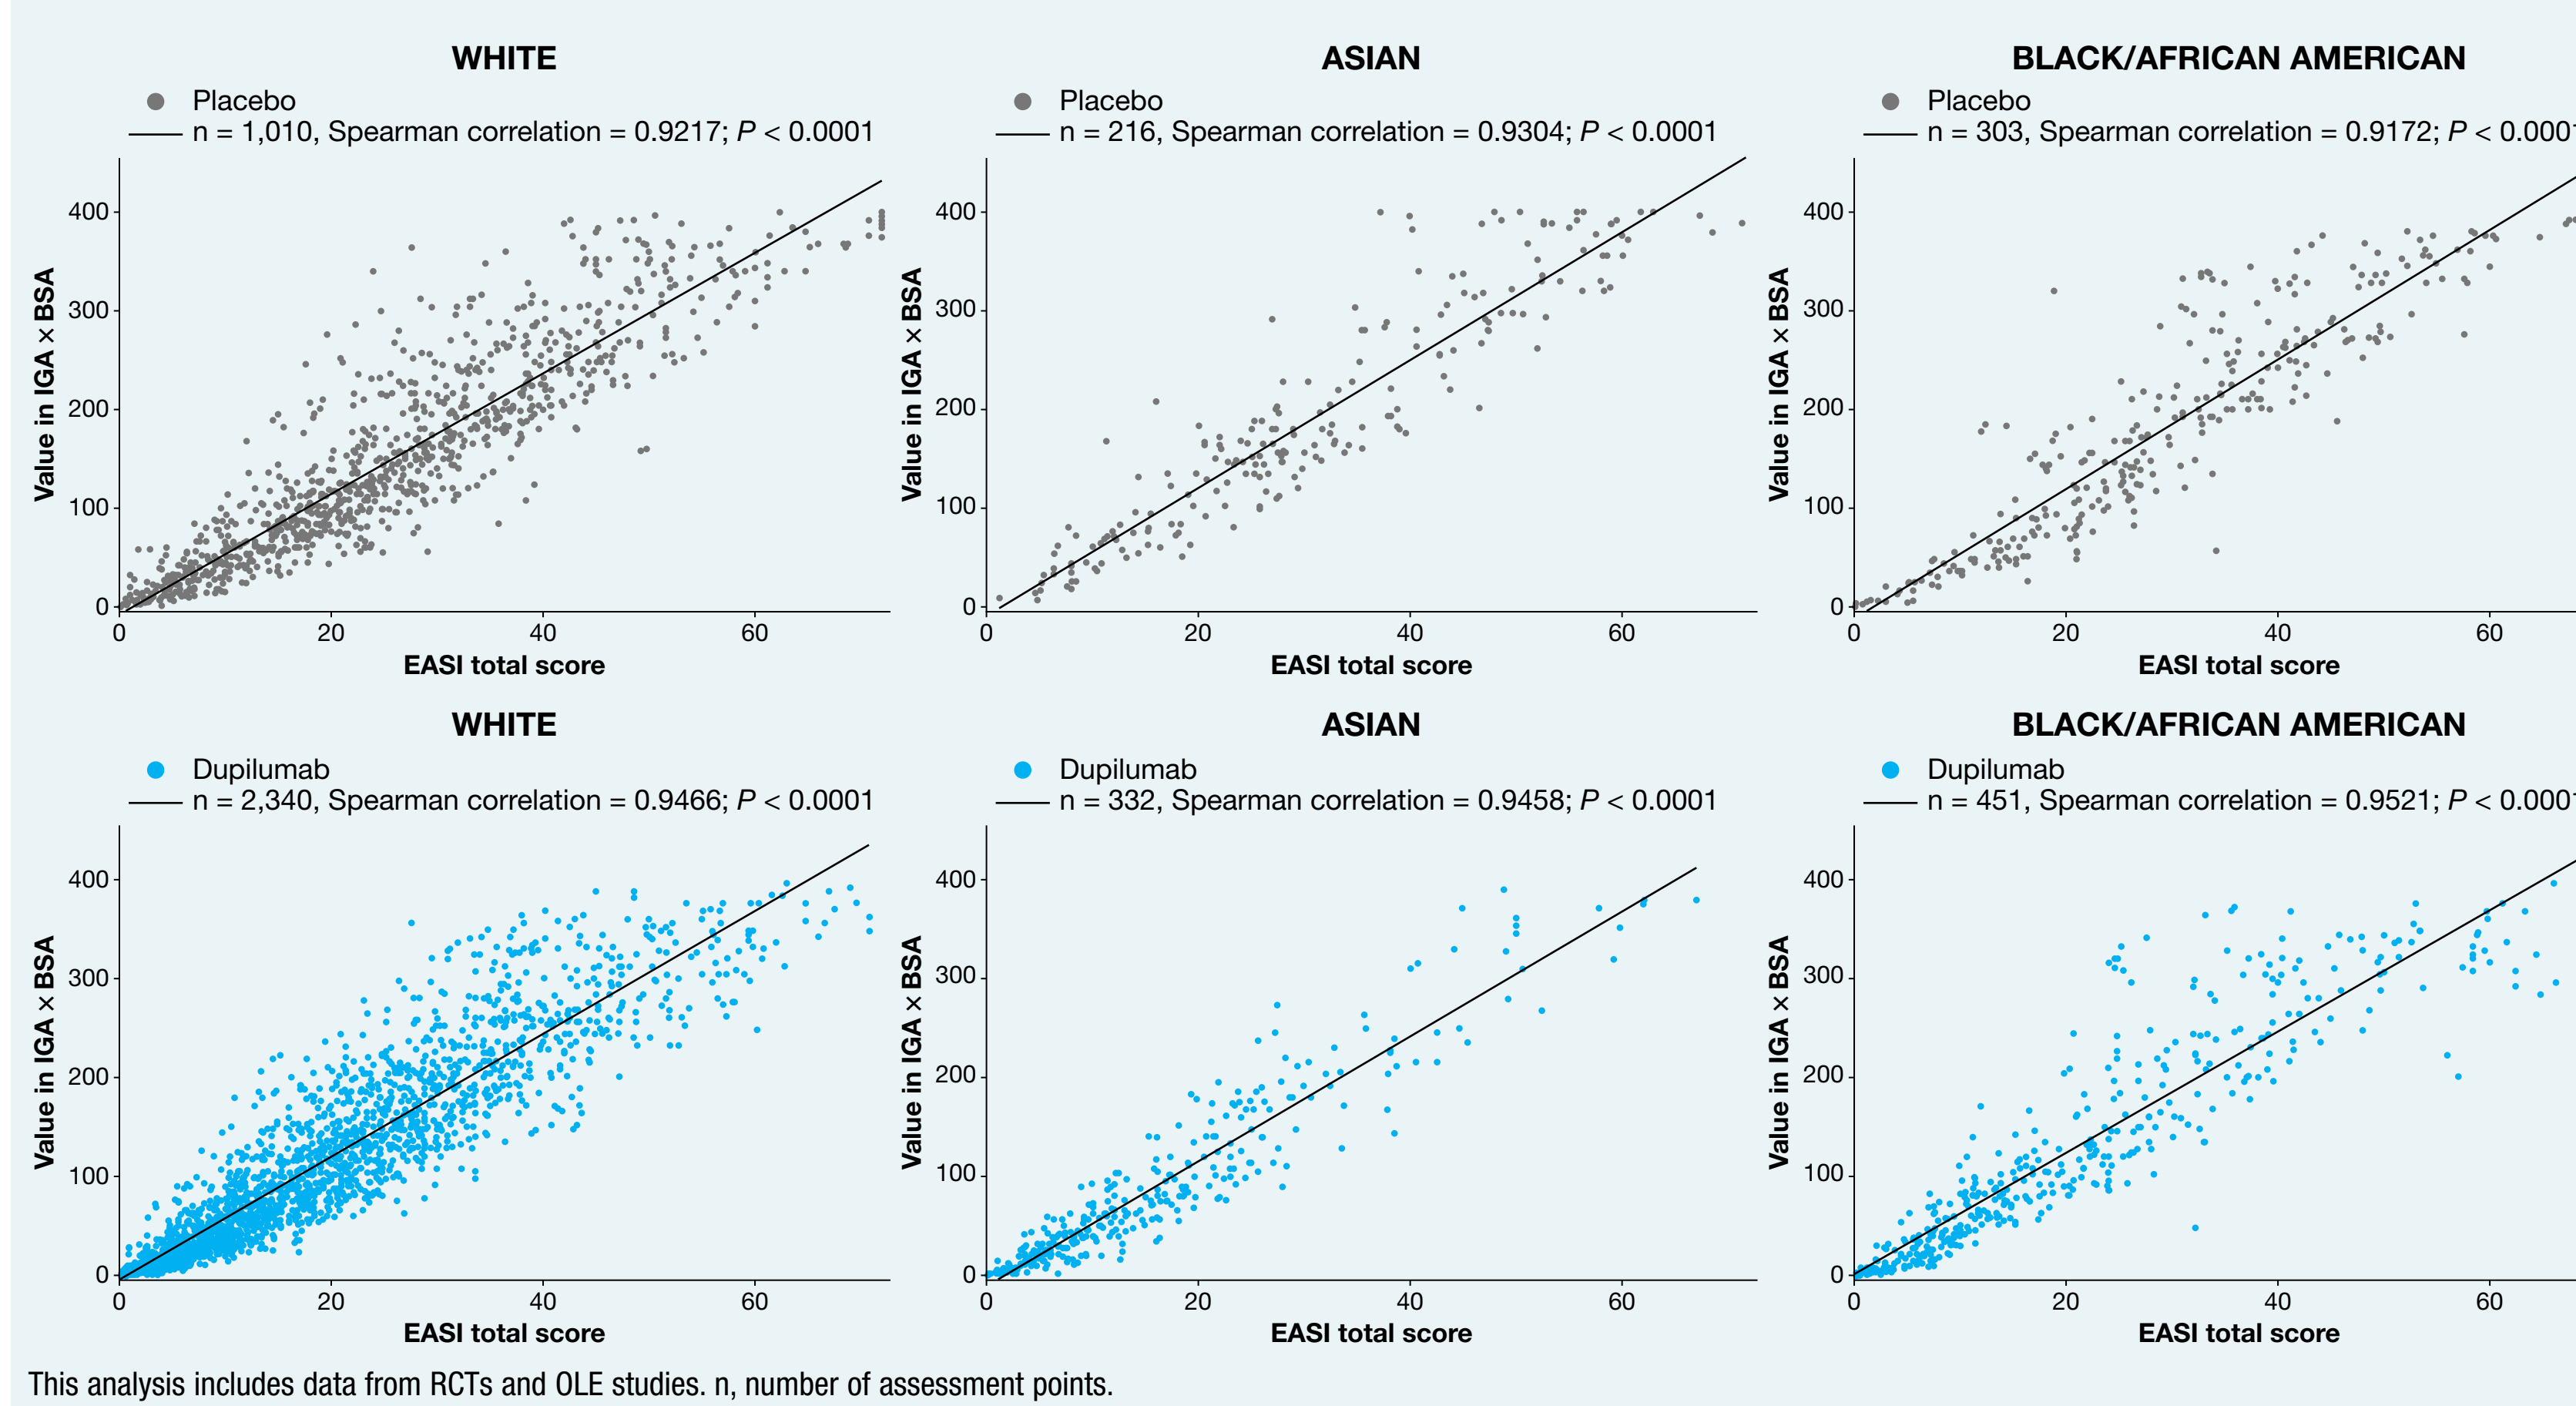 WHITE
Placebo
n = 1,010, Spearman correlation = 0.9217; P < 0.0001
Value in IGA × BSA
400
300
200
100
0
0 20 40 60
EASI total score
ASIAN
Placebo
n = 216, Spearman correlation = 0.9304; P < 0.0001
Value in IGA × BSA
400
300
200
100
0
0 20 40 60
EASI total score
BLACK/AFRICAN AMERICAN
Placebo
n = 303, Spearman correlation = 0.9172; P <
Value in IGA × BSA
400
300
200
100
0
0 20 40 60
EASI total score
WHITE
Dupilumab
n = 2,340, Spearman correlation = 0.9466; P < 0.0001
Value in IGA × BSA
400
300
200
100
0
0 20 40 60
EASI total score
ASIAN
Dupilumab
n = 332, Spearman correlation = 0.9458; P < 0.0001
Value in IGA × BSA
400
300
200
100
0
0 20 40 60
EASI total score
BLACK/AFRICAN AMERICAN
Dupilumab
n = 451, Spearman correlation = 0.9521; P <
Value in IGA × BSA
400
300
200
100
0
0 20 40 60
EASI total score
This analysis includes data from RCTs and OLE studies. n, number of assessment points.